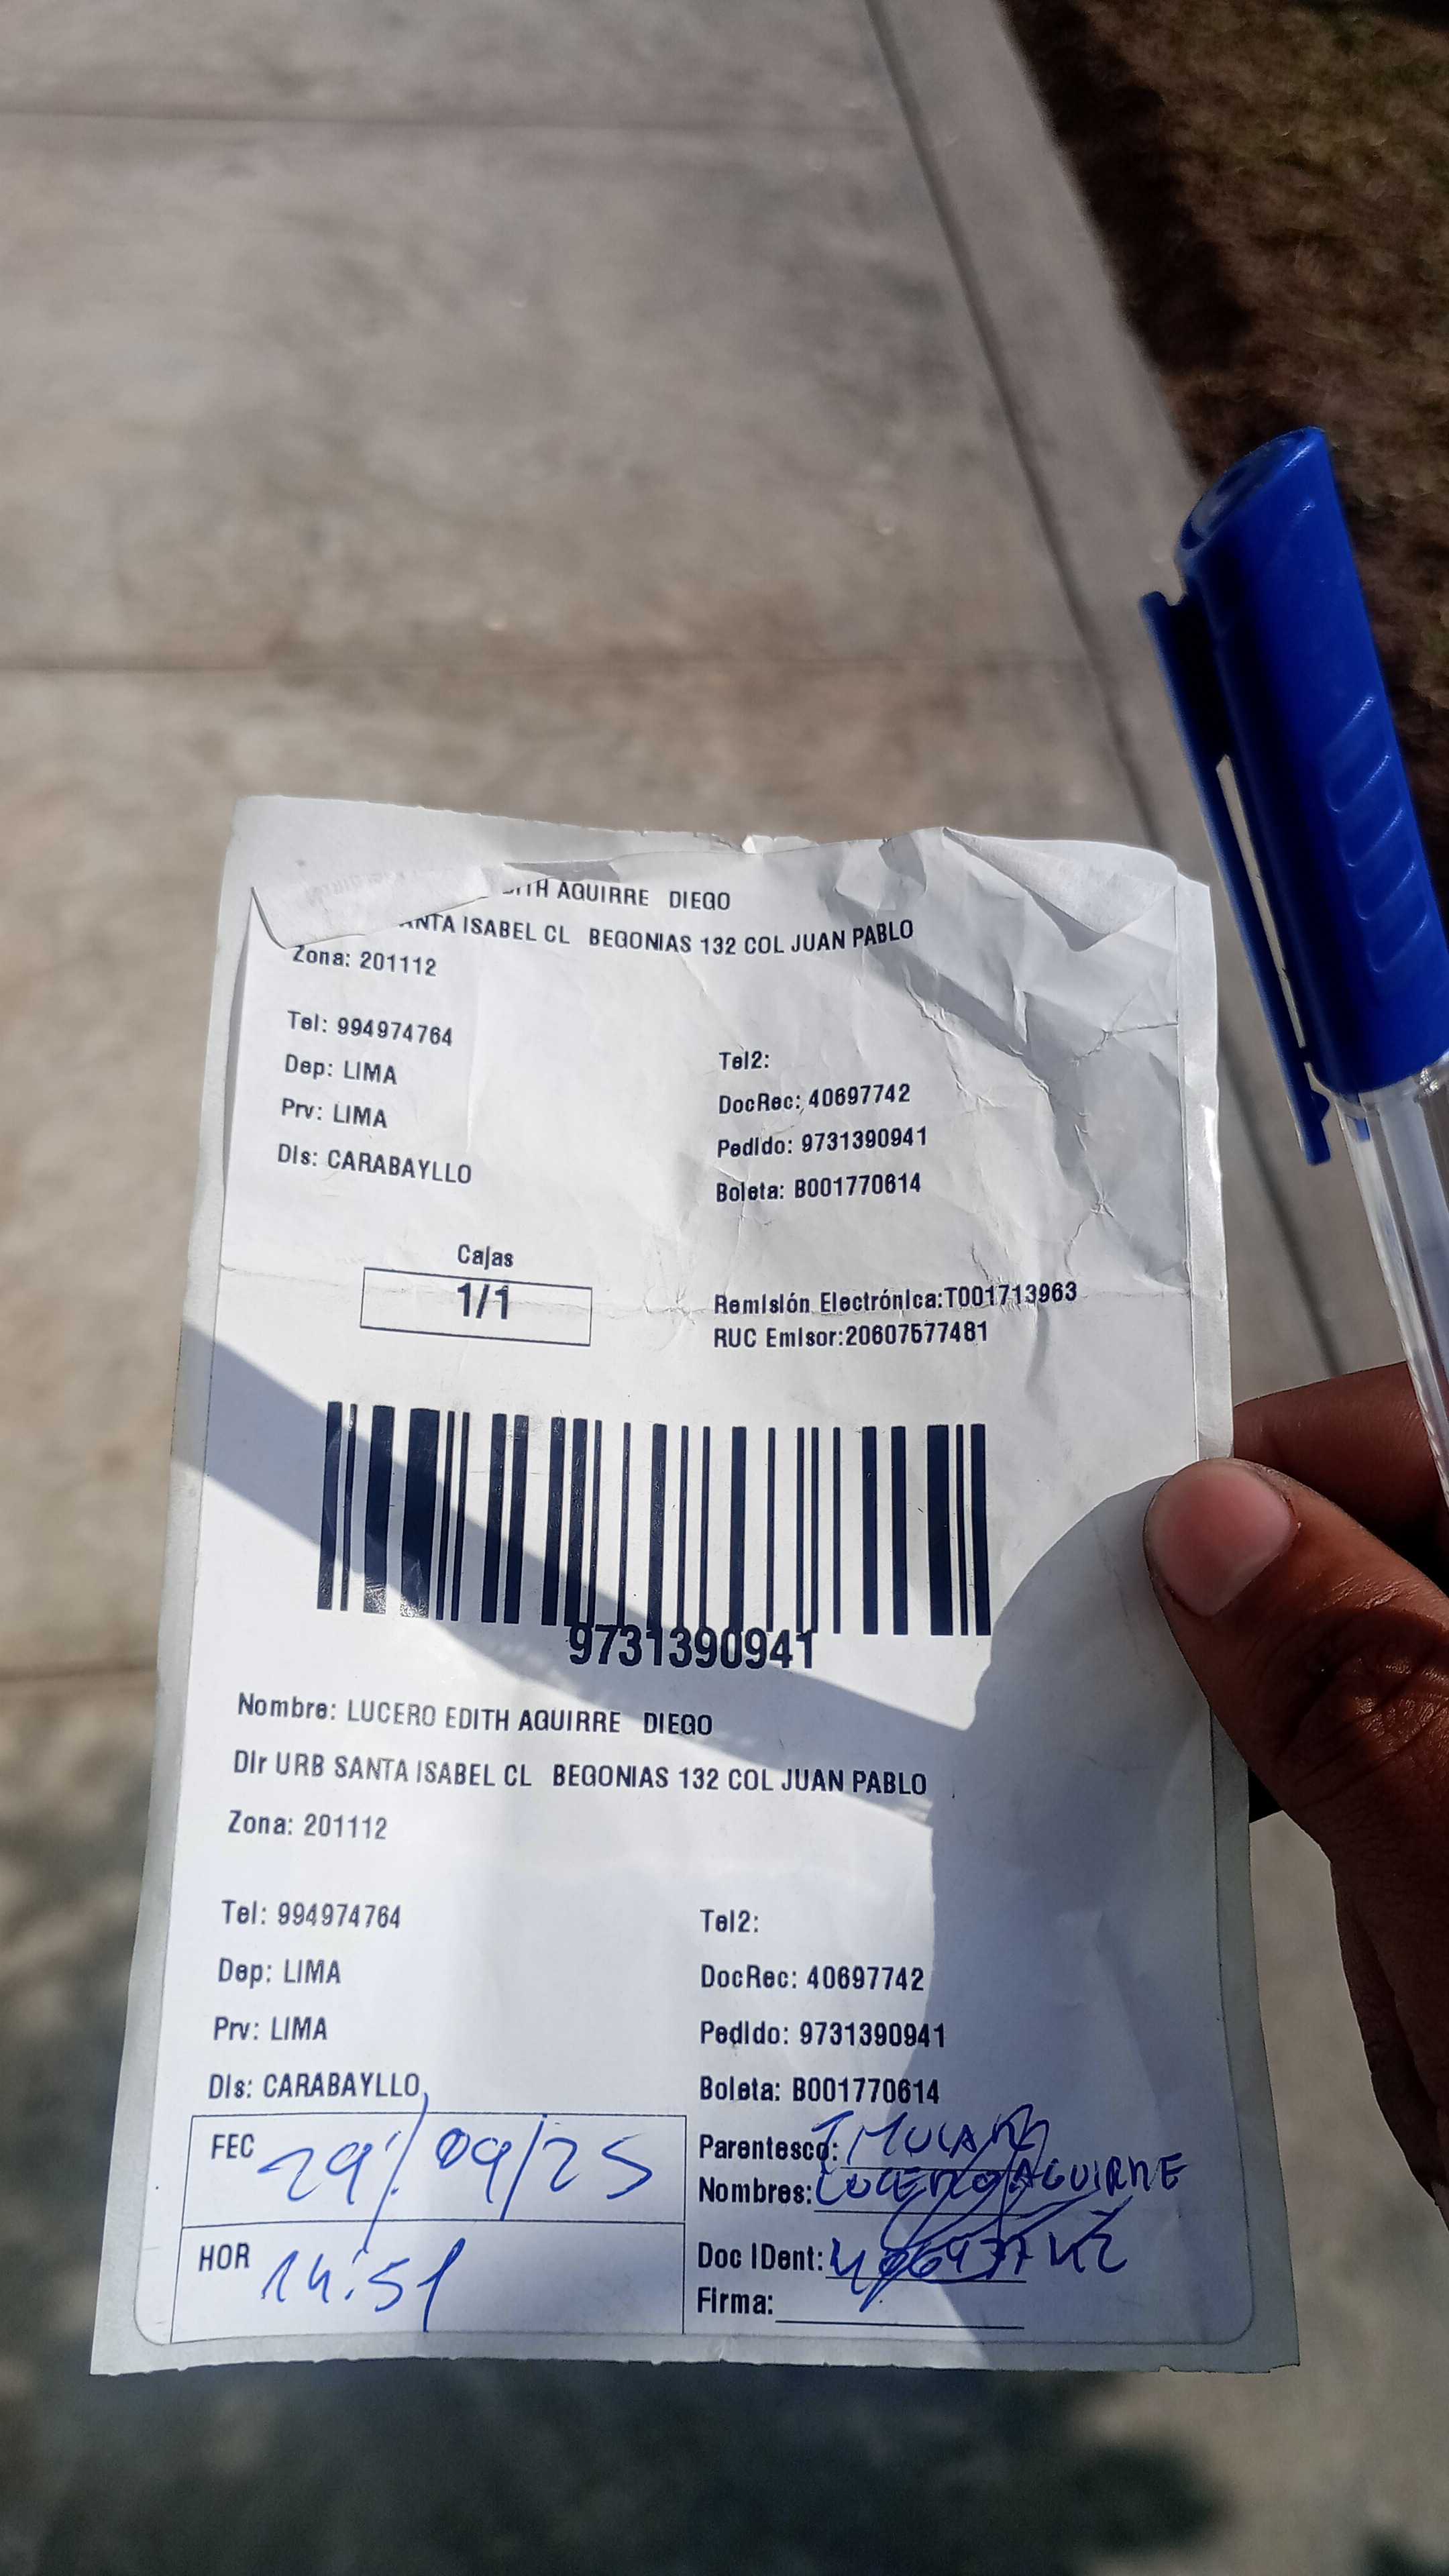 EDITH AGUIRRE DIEGO
SANTA ISABEL CL BEGONIAS 132 COL JUAN PABLO
Zona: 201112
Tel: 994974764
Tel2:
Dep: LIMA
DocRec: 40697742
Prv: LIMA
Pedido: 9731390941
Dis: CARABAYLLO
Boleta: B001770614
Cajas
1/1
Remisión Electrónica:T001713963
RUC Emisor:20607577481
9731390941
Nombre: LUCERO EDITH AGUIRRE DIEGO
Dir URB SANTA ISABEL CL BEGONIAS 132 COL JUAN PABLO
Zona: 201112
Tel: 994974764
Tel2:
Dep: LIMA
DocRec: 40697742
Prv: LIMA
Pedido: 9731390941
Dis: CARABAYLLO
Boleta: B001770614
FEC 29/09/25
Parentesco:
Nombres: LUCERO AGUIRRE
HOR 14:51
Doc IDent:
Firma: